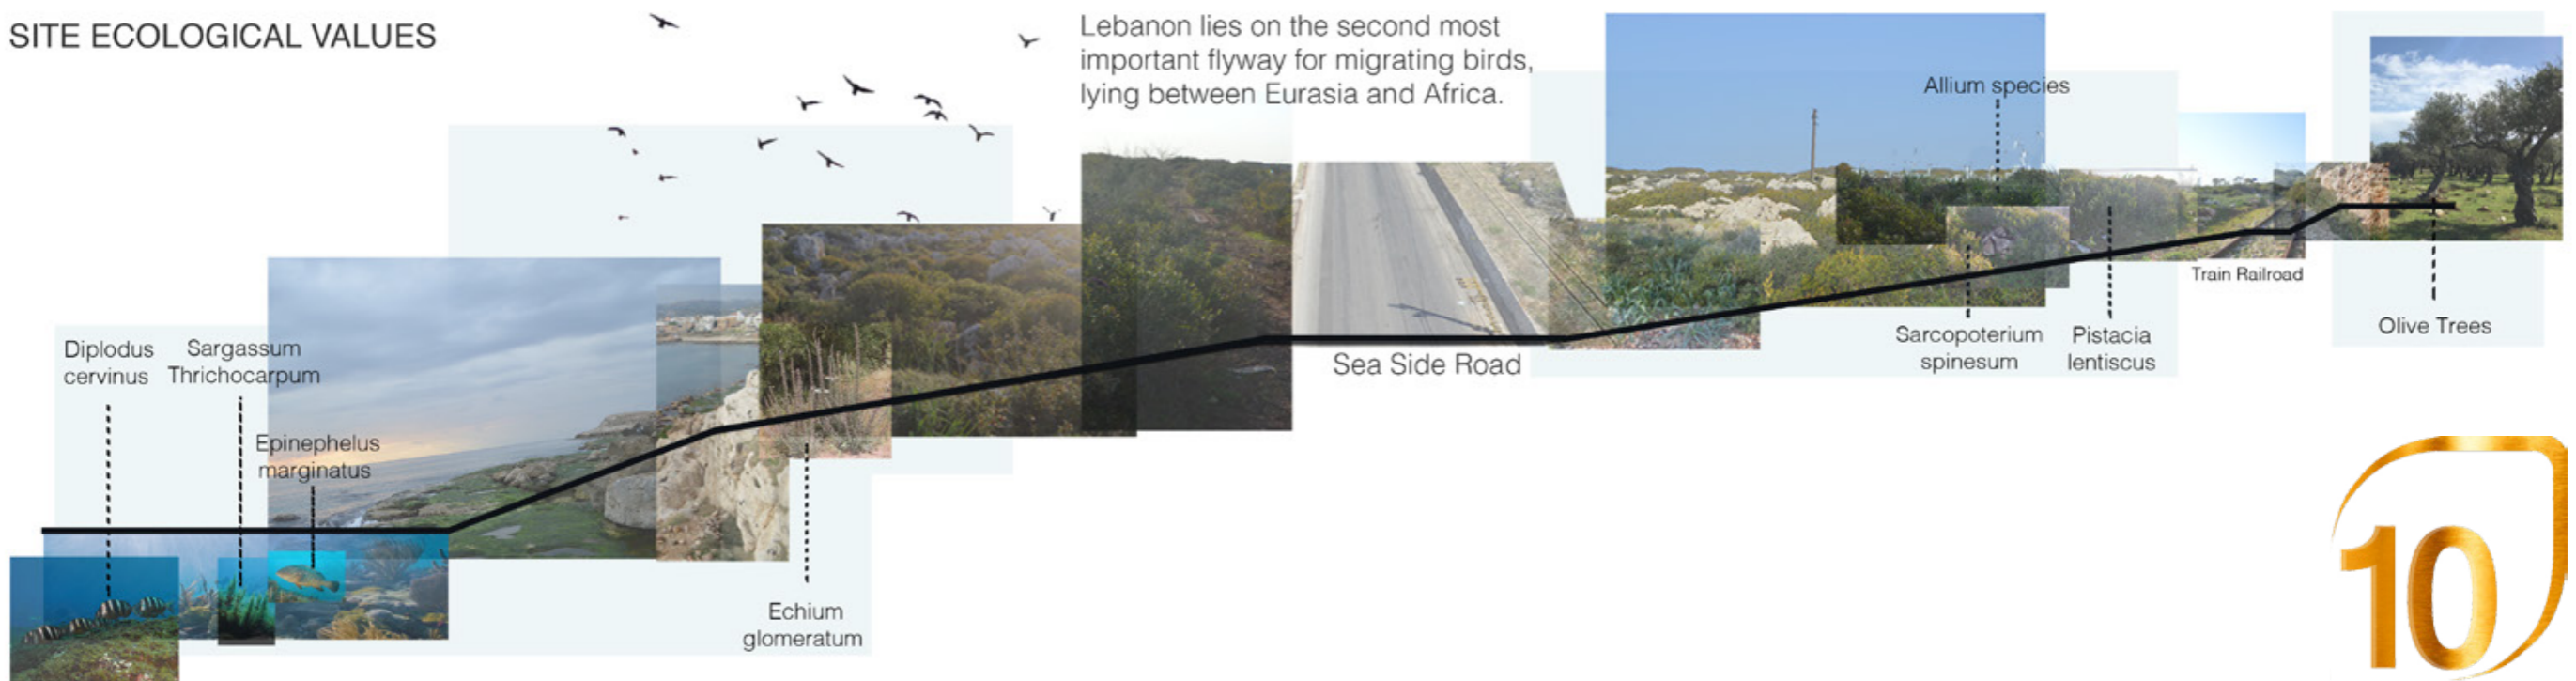 SITE ECOLOGICAL VALUES
Lebanon lies on the second most
important flyway for migrating birds,
lying between Eurasia and Africa.
Diplodus
cervinus
Sargassum
Thrichocarpum
Epinephelus
marginatus
Echium
glomeratum
Sea Side Road
Allium species
Sarcopoterium
spinesum
Pistacia
lentiscus
Train Railroad
Olive Trees
10